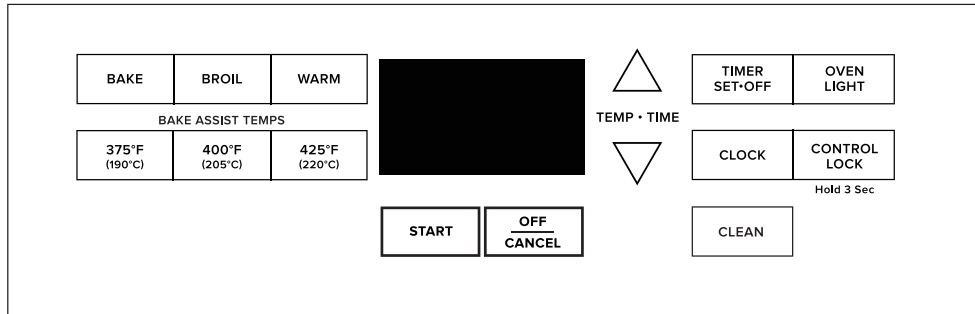 BAKE
BROIL
WARM
BAKE ASSIST TEMPS
375°F
(190°C)
400°F
(205°C)
425°F
(220°C)
START
OFF
CANCEL
TEMP • TIME
TIMER
SET•OFF
OVEN
LIGHT
CLOCK
CONTROL
LOCK
Hold 3 Sec
CLEAN